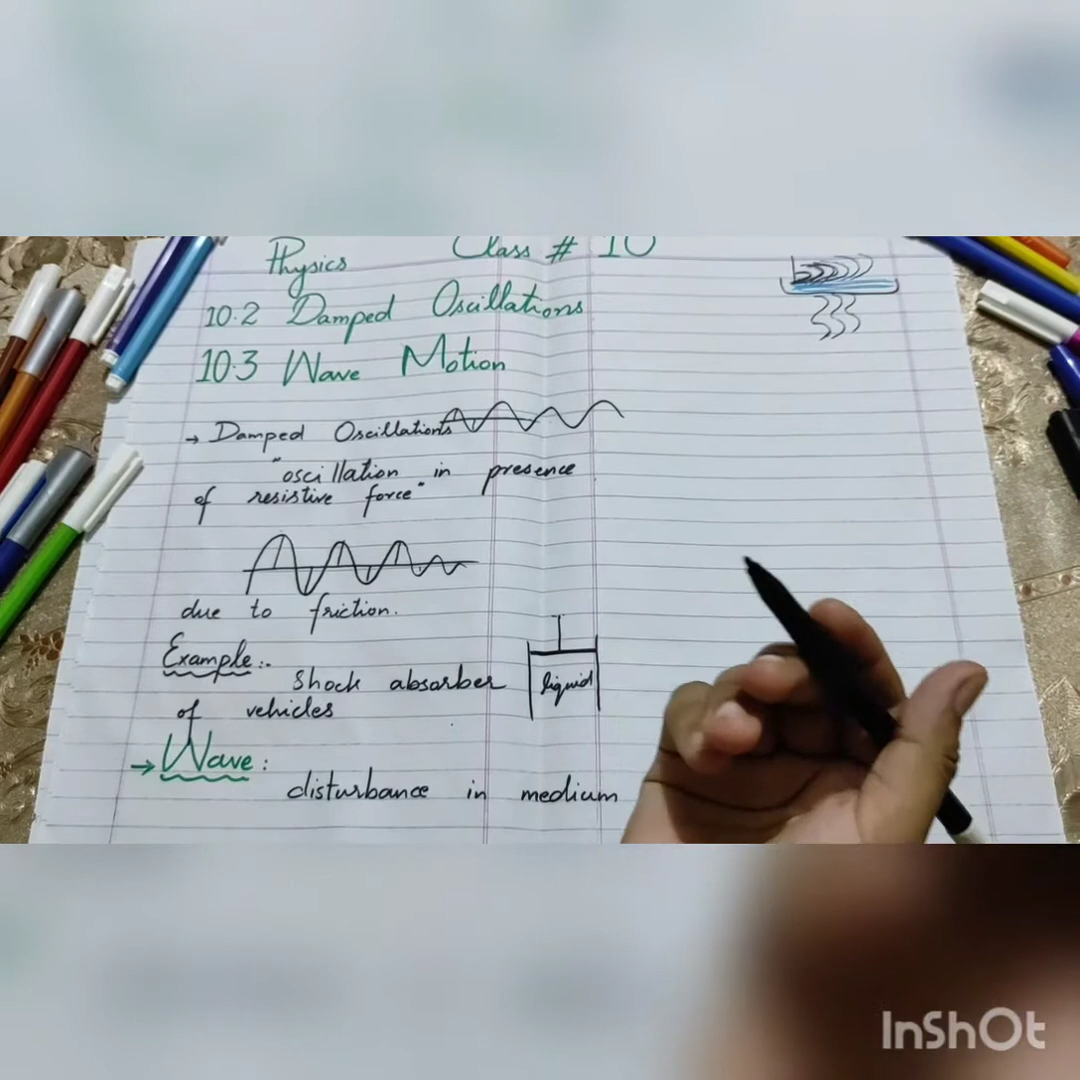 Physics Class # 10
10.2 Damped Oscillations
10.3 Wave Motion
→ Damped Oscillations
"oscillation in presence
of resistive force"
due to friction.
Example:-
Shock absorber
of vehicles
liquid
→ Wave:
disturbance in medium
InShOt